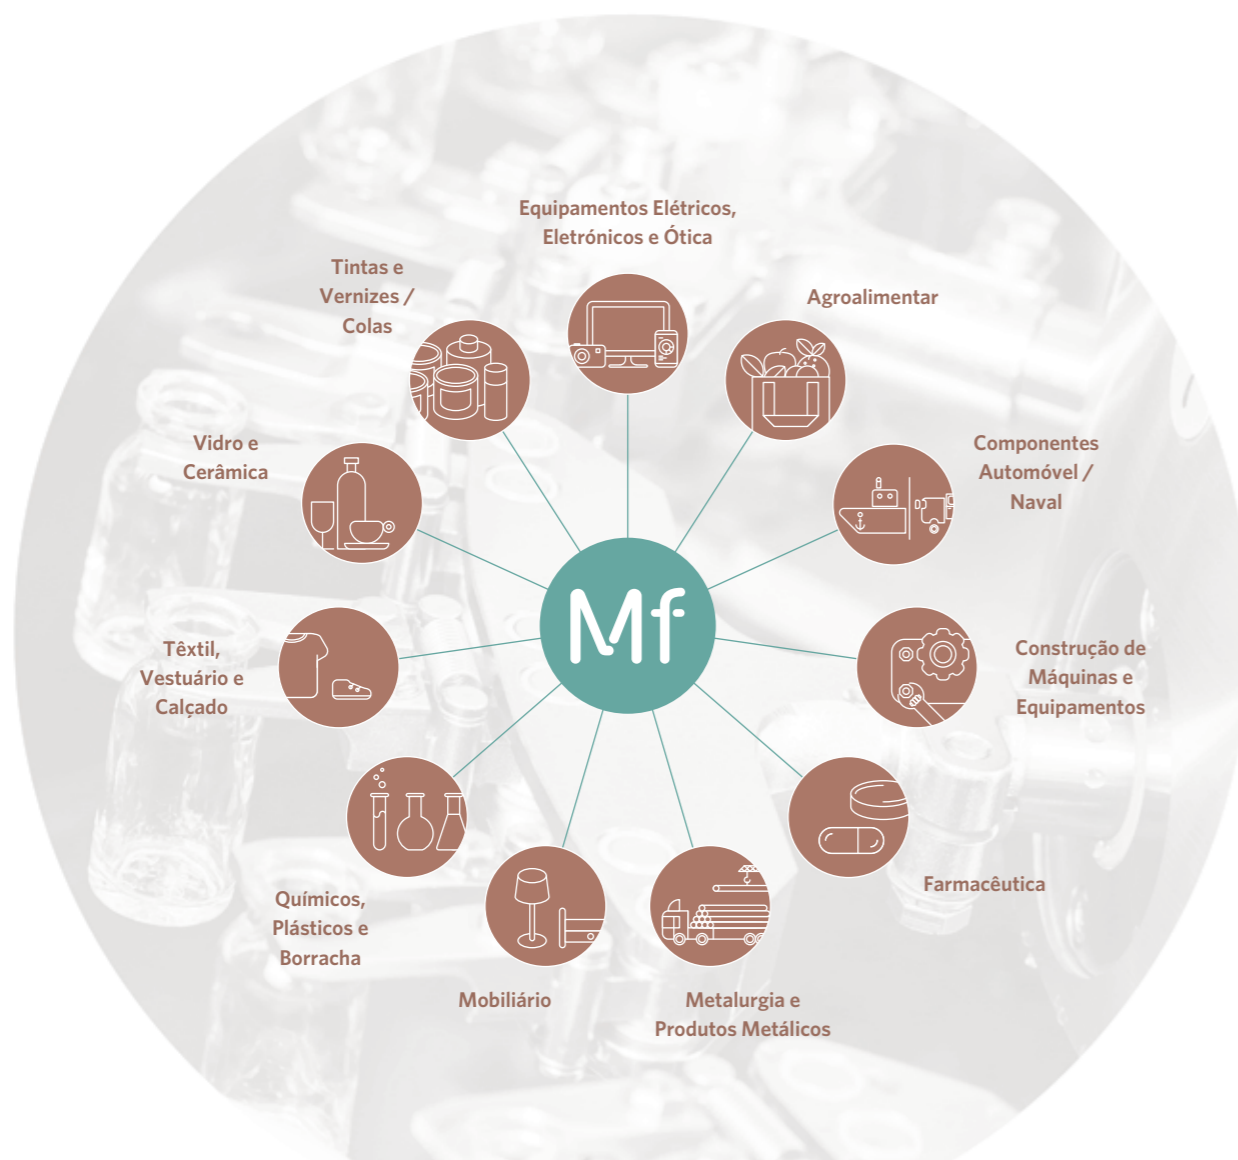 Equipamentos Elétricos,
Eletrónicos e Ótica
Tintas e
Vernizes /
Colas
Agroalimentar
Vidro e
Cerâmica
Componentes
Automóvel /
Naval
Mf
Têxtil,
Vestuário e
Calçado
Construção de
Máquinas e
Equipamentos
Químicos,
Plásticos e
Borracha
Farmacêutica
Mobiliário
Metalurgia e
Produtos Metálicos